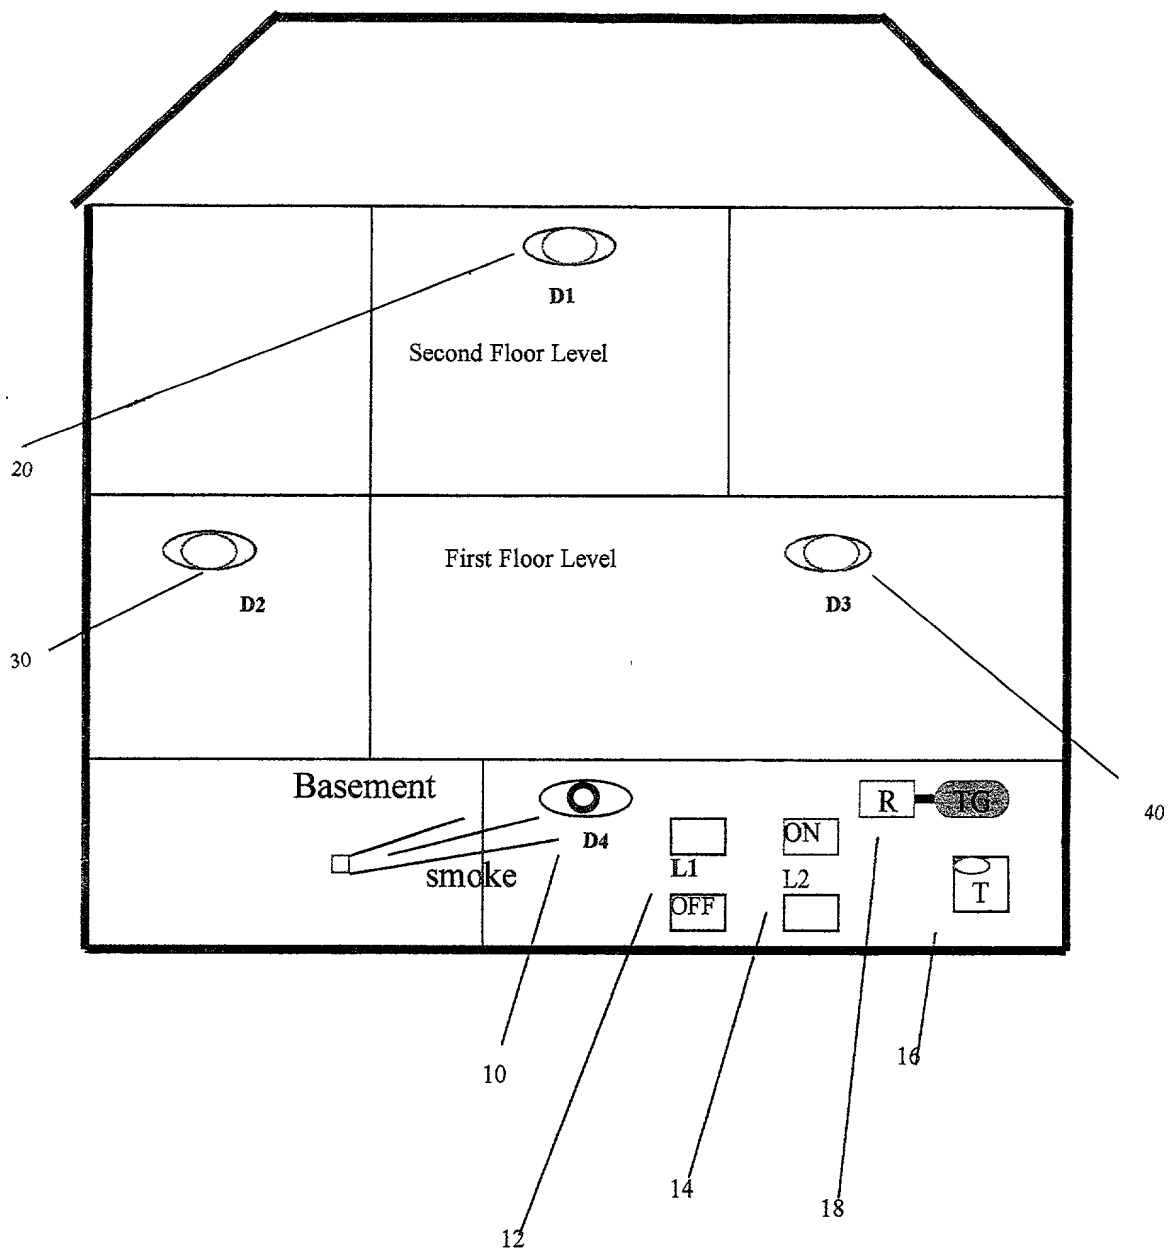 D1
Second Floor Level
20
First Floor Level
D2
D3
30
Basement
R
TG
40
ON
D4
L1
smoke
L2
T
OFF
16
10
14
18
12